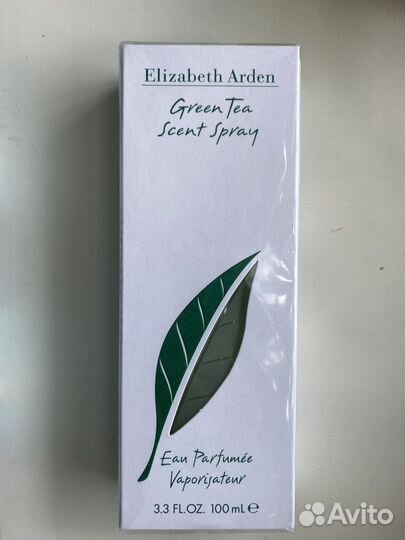 Elizabeth Arden
Green Tea
Scent Spray
Eau Parfumée
Vaporisateur
3.3 FL.OZ. 100 mL ℮
Avito